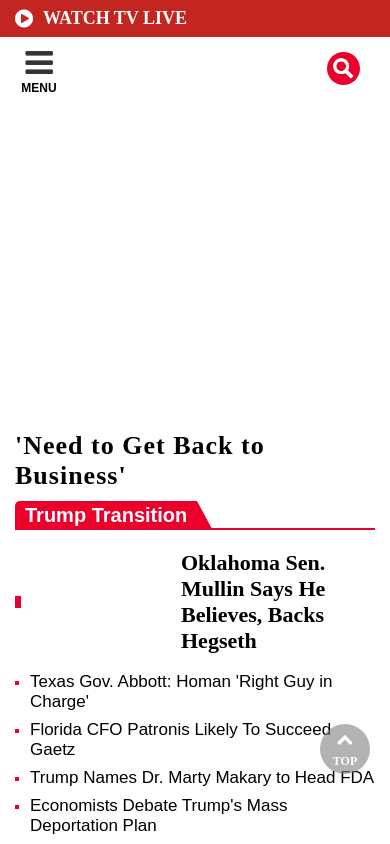 WATCH TV LIVE
MENU
'Need to Get Back to
Business'
Trump Transition
Oklahoma Sen.
Mullin Says He
Believes, Backs
Hegseth
Texas Gov. Abbott: Homan 'Right Guy in
Charge'
Florida CFO Patronis Likely To Succeed
Gaetz
Trump Names Dr. Marty Makary to Head FDA
Economists Debate Trump's Mass
Deportation Plan
TOP